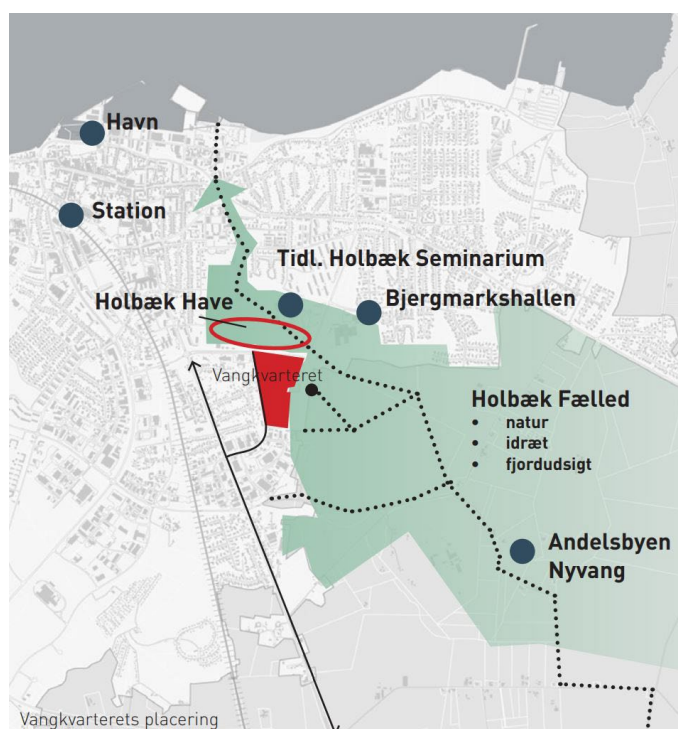 Havn
Station
Tidl. Holbæk Seminarium
Holbæk Have
Bjergmarkshallen
Vangkvarteret
Holbæk Fælled
• natur
• idræt
• fjordudsigt
Andelsbyen
Nyvang
Vangkvarterets placering